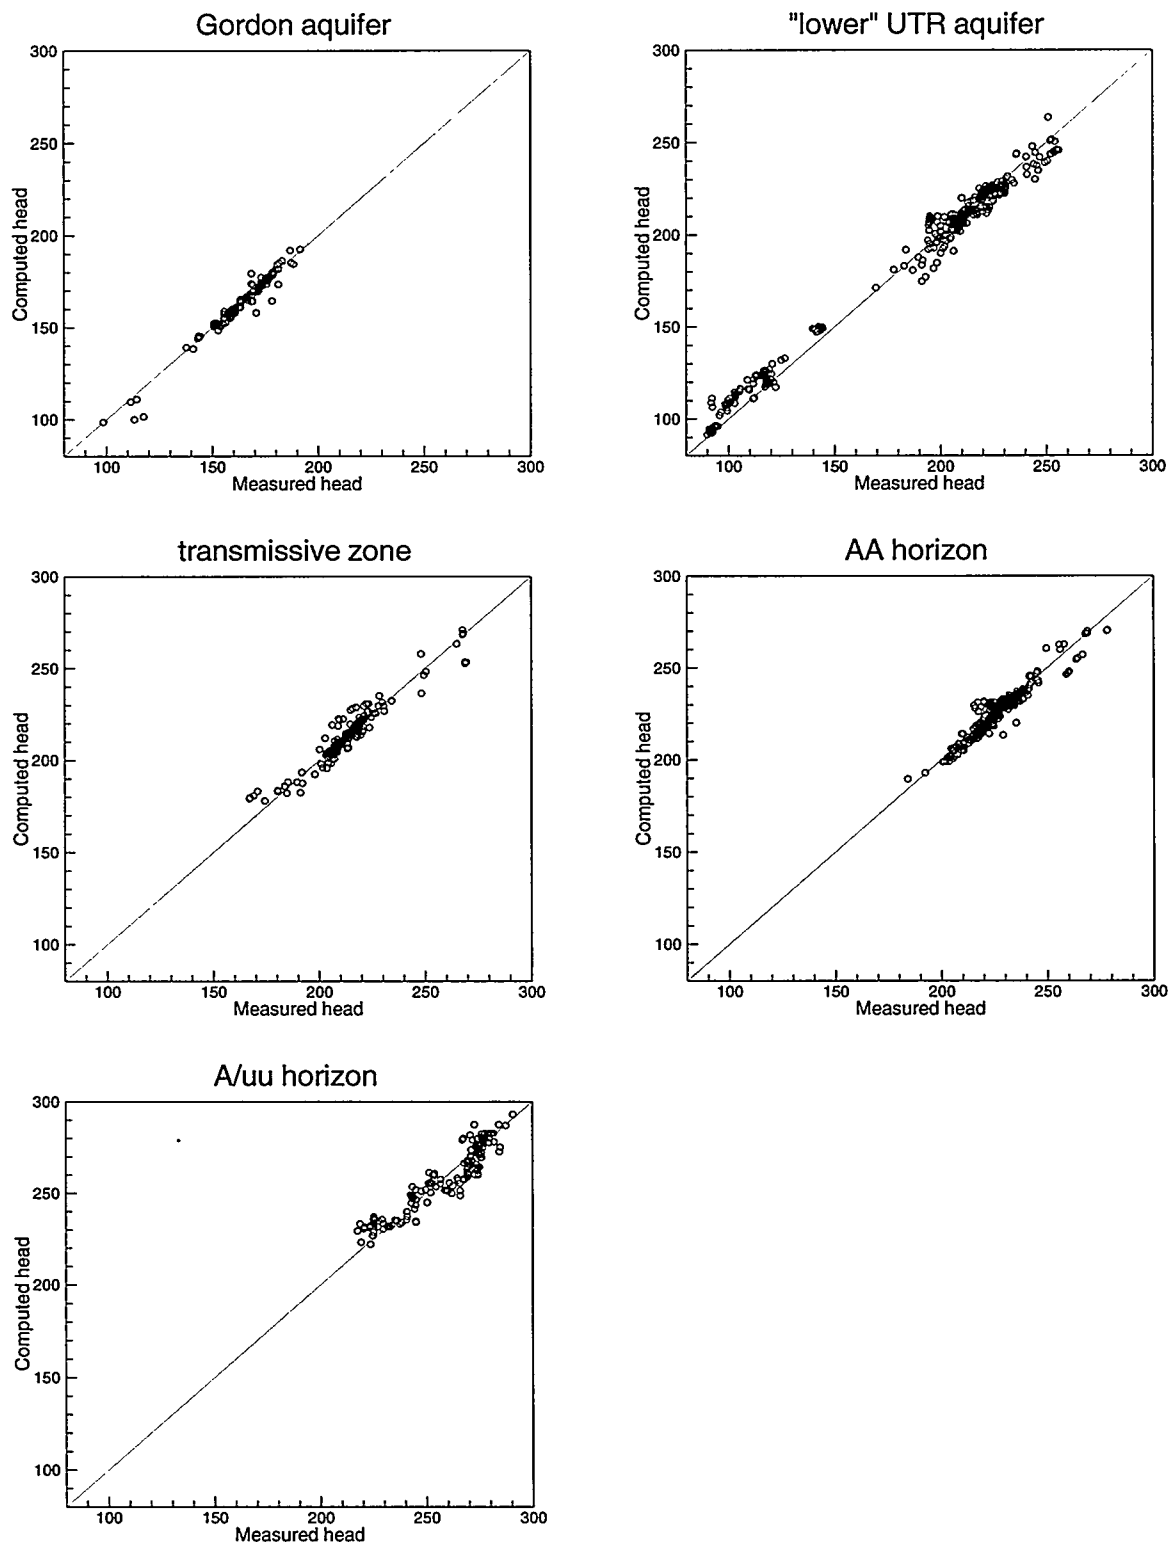 Gordon aquifer
300
250
200
150
100
Computed head
100 150 200 250 300
Measured head
"lower" UTR aquifer
300
250
200
150
100
Computed head
100 150 200 250 300
Measured head
transmissive zone
300
250
200
150
100
Computed head
100 150 200 250 300
Measured head
AA horizon
300
250
200
150
100
Computed head
100 150 200 250 300
Measured head
A/uu horizon
300
250
200
150
100
Computed head
100 150 200 250 300
Measured head